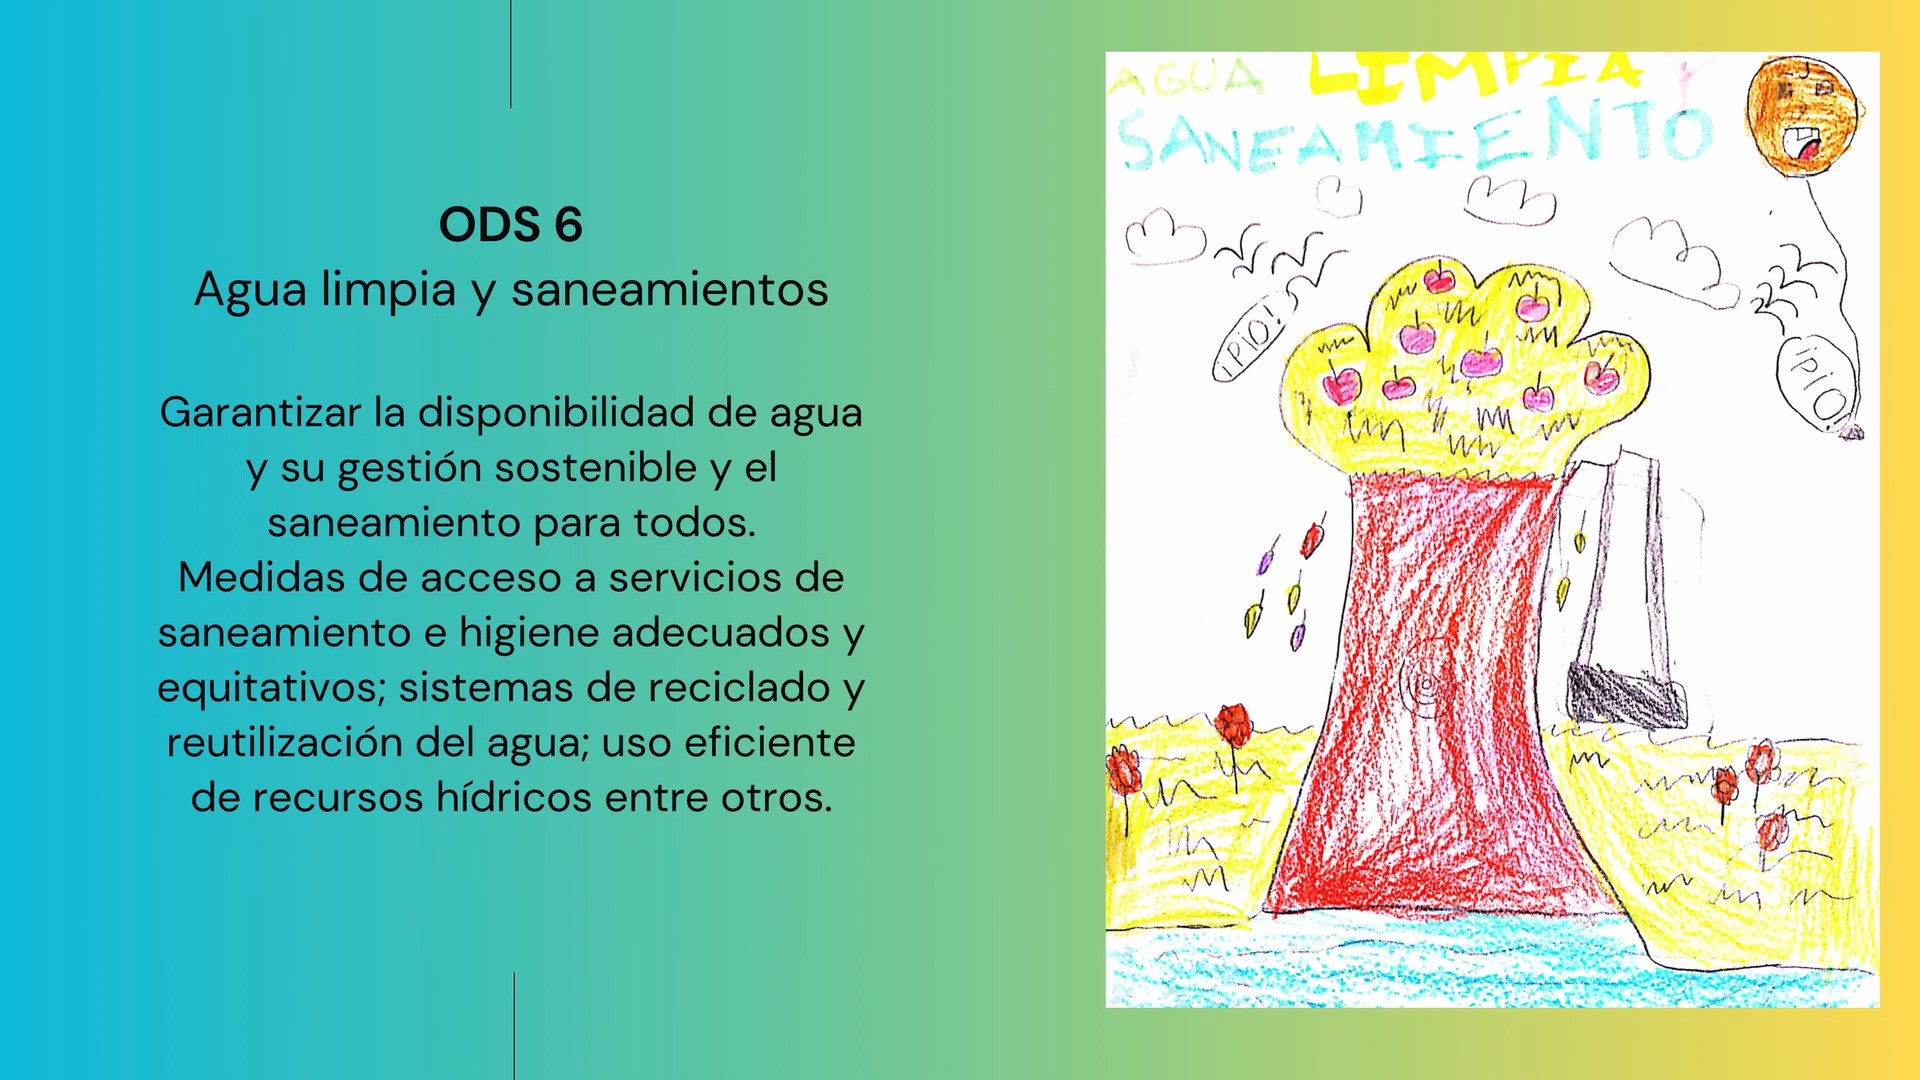 ODS 6
Agua limpia y saneamientos
Garantizar la disponibilidad de agua
y su gestión sostenible y el
saneamiento para todos.
Medidas de acceso a servicios de
saneamiento e higiene adecuados y
equitativos; sistemas de reciclado y
reutilización del agua; uso eficiente
de recursos hídricos entre otros.
AGUA LIMPIA Y
SANEAMIENTO
¡PIO!
¡PIO!